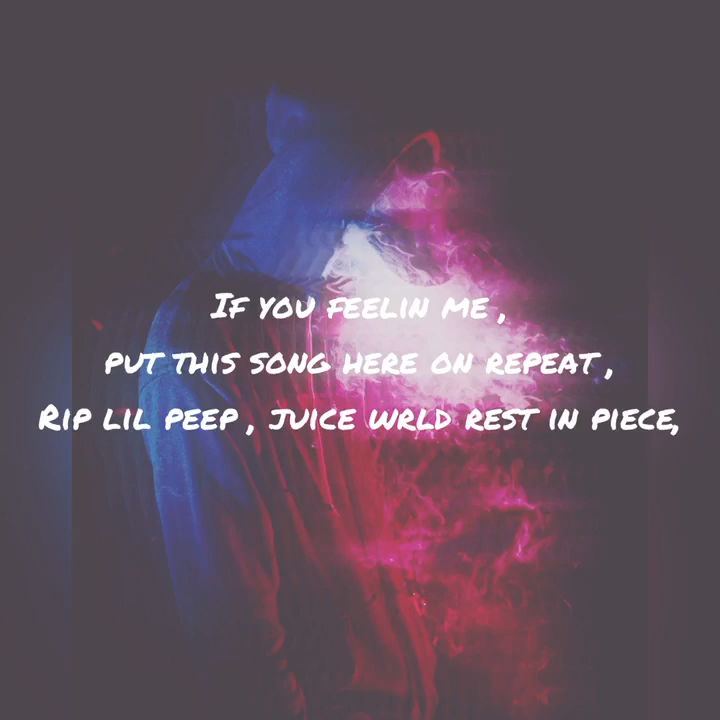 If you feelin me ,
put this song here on repeat ,
Rip lil peep , juice wrld rest in piece,